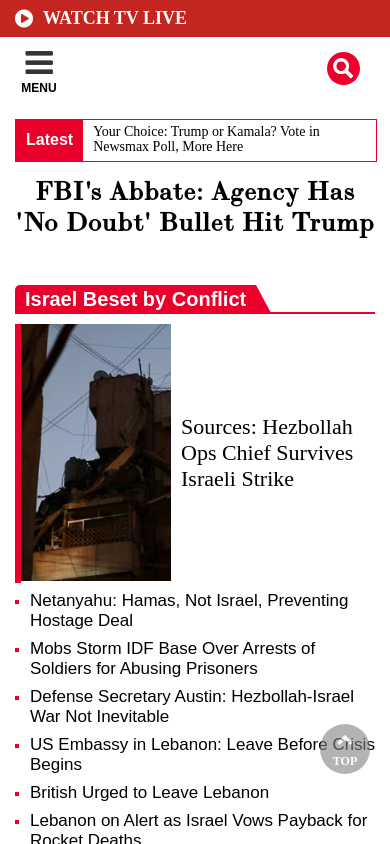 WATCH TV LIVE
MENU
Latest
Your Choice: Trump or Kamala? Vote in
Newsmax Poll, More Here
FBI's Abbate: Agency Has
'No Doubt' Bullet Hit Trump
Israel Beset by Conflict
Sources: Hezbollah
Ops Chief Survives
Israeli Strike
Netanyahu: Hamas, Not Israel, Preventing
Hostage Deal
Mobs Storm IDF Base Over Arrests of
Soldiers for Abusing Prisoners
Defense Secretary Austin: Hezbollah-Israel
War Not Inevitable
US Embassy in Lebanon: Leave Before Crisis
Begins
TOP
British Urged to Leave Lebanon
Lebanon on Alert as Israel Vows Payback for
Rocket Deaths